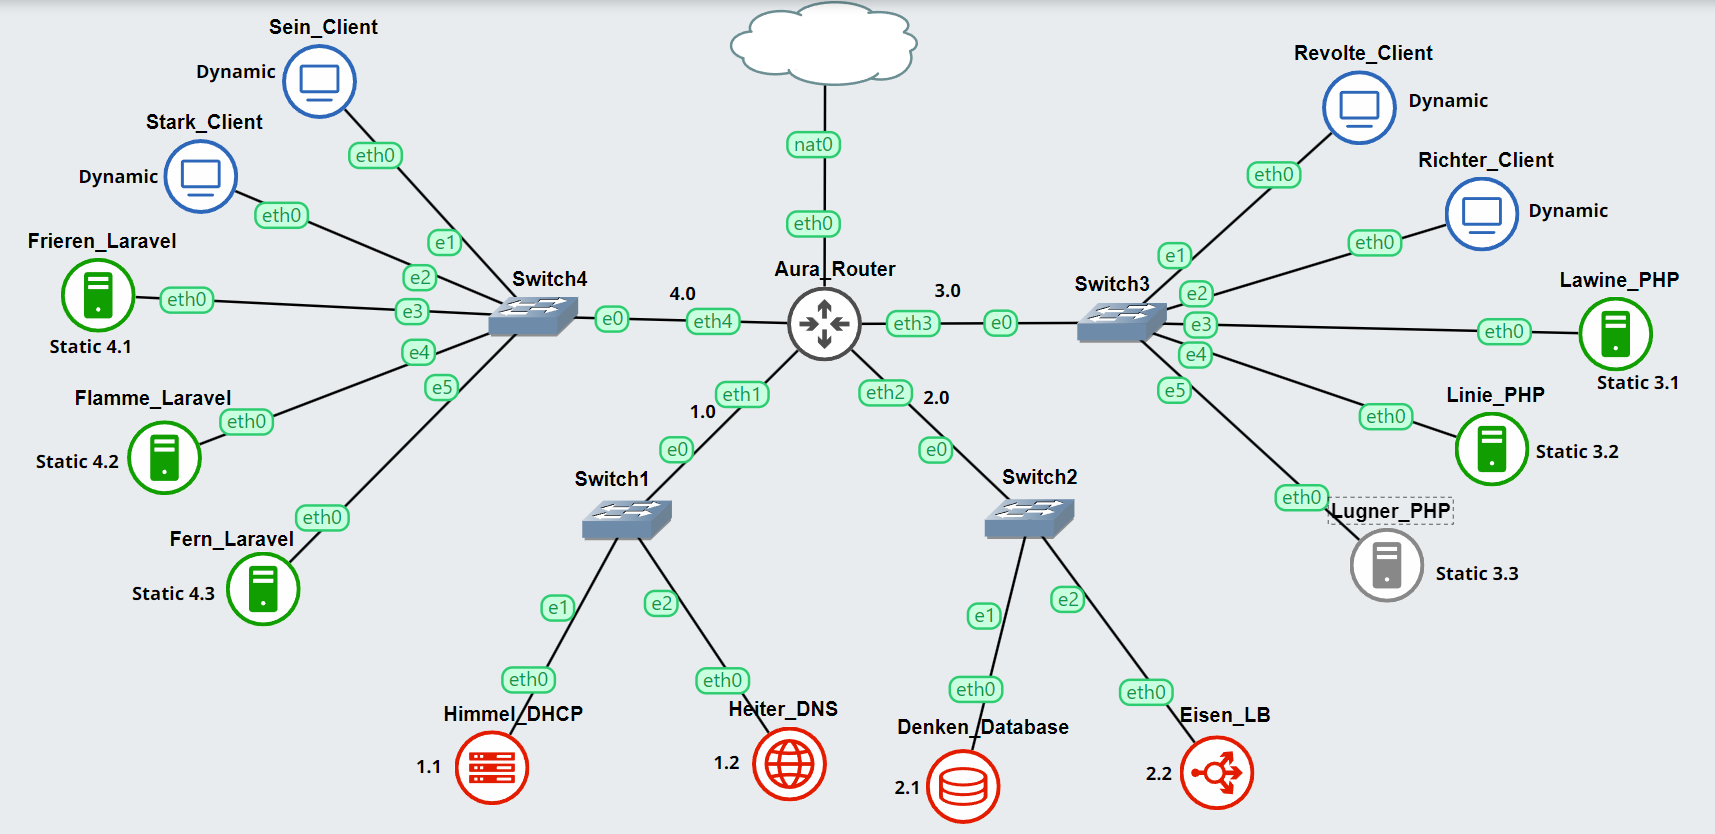 Sein_Client
Dynamic
eth0
Stark_Client
Dynamic
eth0
Frieren_Laravel
eth0
Static 4.1
Flamme_Laravel
eth0
Static 4.2
Fern_Laravel
eth0
Static 4.3
e1
e2
e3
e4
e5
Switch4
e0
4.0
eth4
nat0
eth0
Aura_Router
3.0
eth3
e0
Switch3
e1
e2
e3
e4
e5
Revolte_Client
Dynamic
eth0
Richter_Client
Dynamic
eth0
Lawine_PHP
eth0
Static 3.1
Linie_PHP
eth0
Static 3.2
eth0
Lugner_PHP
Static 3.3
eth1
1.0
e0
Switch1
e1
e2
eth0
Himmel_DHCP
1.1
eth0
Heiter_DNS
1.2
eth2
2.0
e0
Switch2
e1
e2
eth0
Denken_Database
2.1
eth0
Eisen_LB
2.2